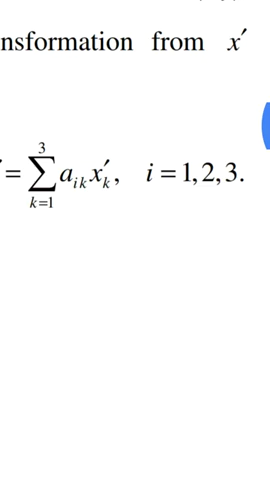 nsformation from x′
′ = ∑_{k=1}^{3} a_{ik} x′_k, i = 1, 2, 3.